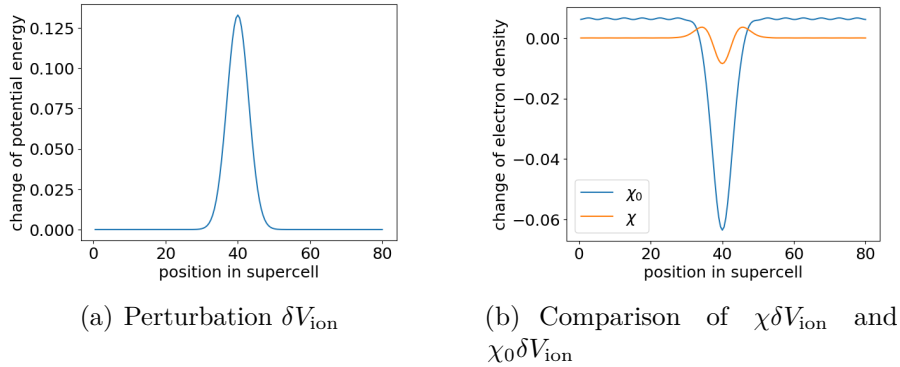 0.125
0.100
0.075
0.050
0.025
0.000
change of potential energy
0 20 40 60 80
position in supercell
(a) Perturbation δV_ion
0.00
−0.02
−0.04
−0.06
change of electron density
χ₀
χ
0 20 40 60 80
position in supercell
(b) Comparison of χδV_ion and
χ₀δV_ion